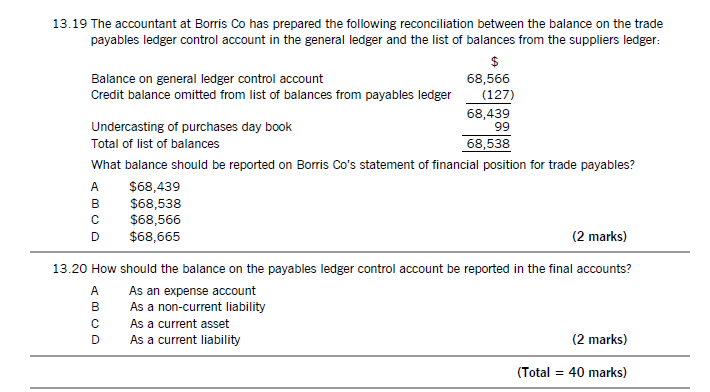 13.19 The accountant at Borris Co has prepared the following reconciliation between the balance on the trade
payables ledger control account in the general ledger and the list of balances from the suppliers ledger:
$
Balance on general ledger control account 68,566
Credit balance omitted from list of balances from payables ledger (127)
68,439
Undercasting of purchases day book 99
Total of list of balances 68,538
What balance should be reported on Borris Co's statement of financial position for trade payables?
A $68,439
B $68,538
C $68,566
D $68,665 (2 marks)
13.20 How should the balance on the payables ledger control account be reported in the final accounts?
A As an expense account
B As a non-current liability
C As a current asset
D As a current liability (2 marks)
(Total = 40 marks)